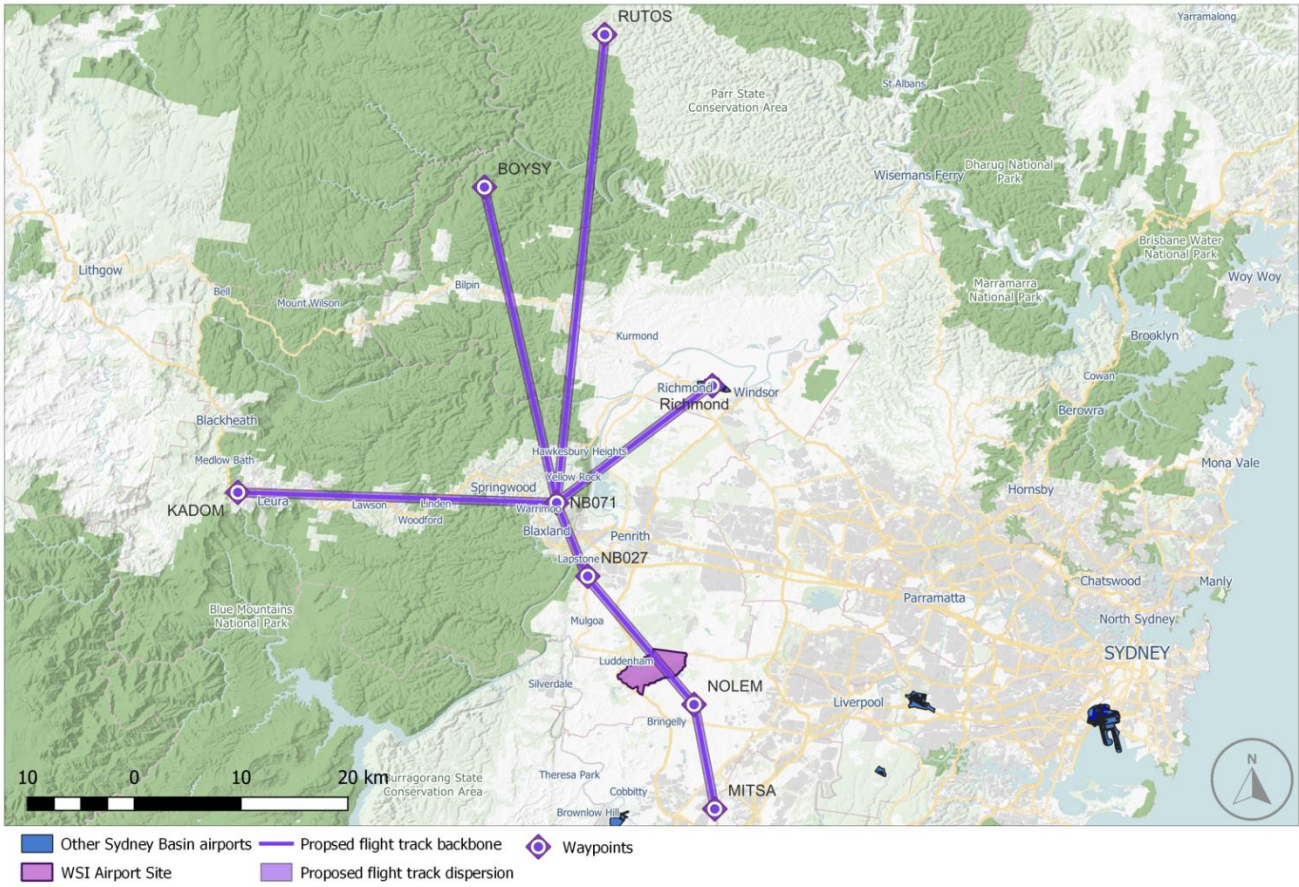 RUTOS
Yarramalong
St Albans
Parr State
Conservation Area
BOYSY
Dharug National
Park
Wisemans Ferry
Brisbane Water
National Park
Lithgow
Woy Woy
Bell
Bilpin
Marramarra
National Park
Mount Wilson
Kurmond
Brooklyn
Cowan
Richmond
Windsor
Richmond
Berowra
Blackheath
Hawkesbury Heights
Medlow Bath
Mona Vale
Yellow Rock
Springwood
Hornsby
KADOM
Leura
Lawson
Linden
Woodford
Warrimoo
NB071
Blaxland
Penrith
Lapstone
NB027
Chatswood
Manly
Parramatta
Blue Mountains
National Park
Mulgoa
North Sydney
SYDNEY
Luddenham
Silverdale
NOLEM
Liverpool
Bringelly
10 0 10 20 km
Burragorang State
Conservation Area
Theresa Park
Cobbitty
MITSA
Brownlow Hill
N
Other Sydney Basin airports
Propsed flight track backbone
Waypoints
WSI Airport Site
Proposed flight track dispersion